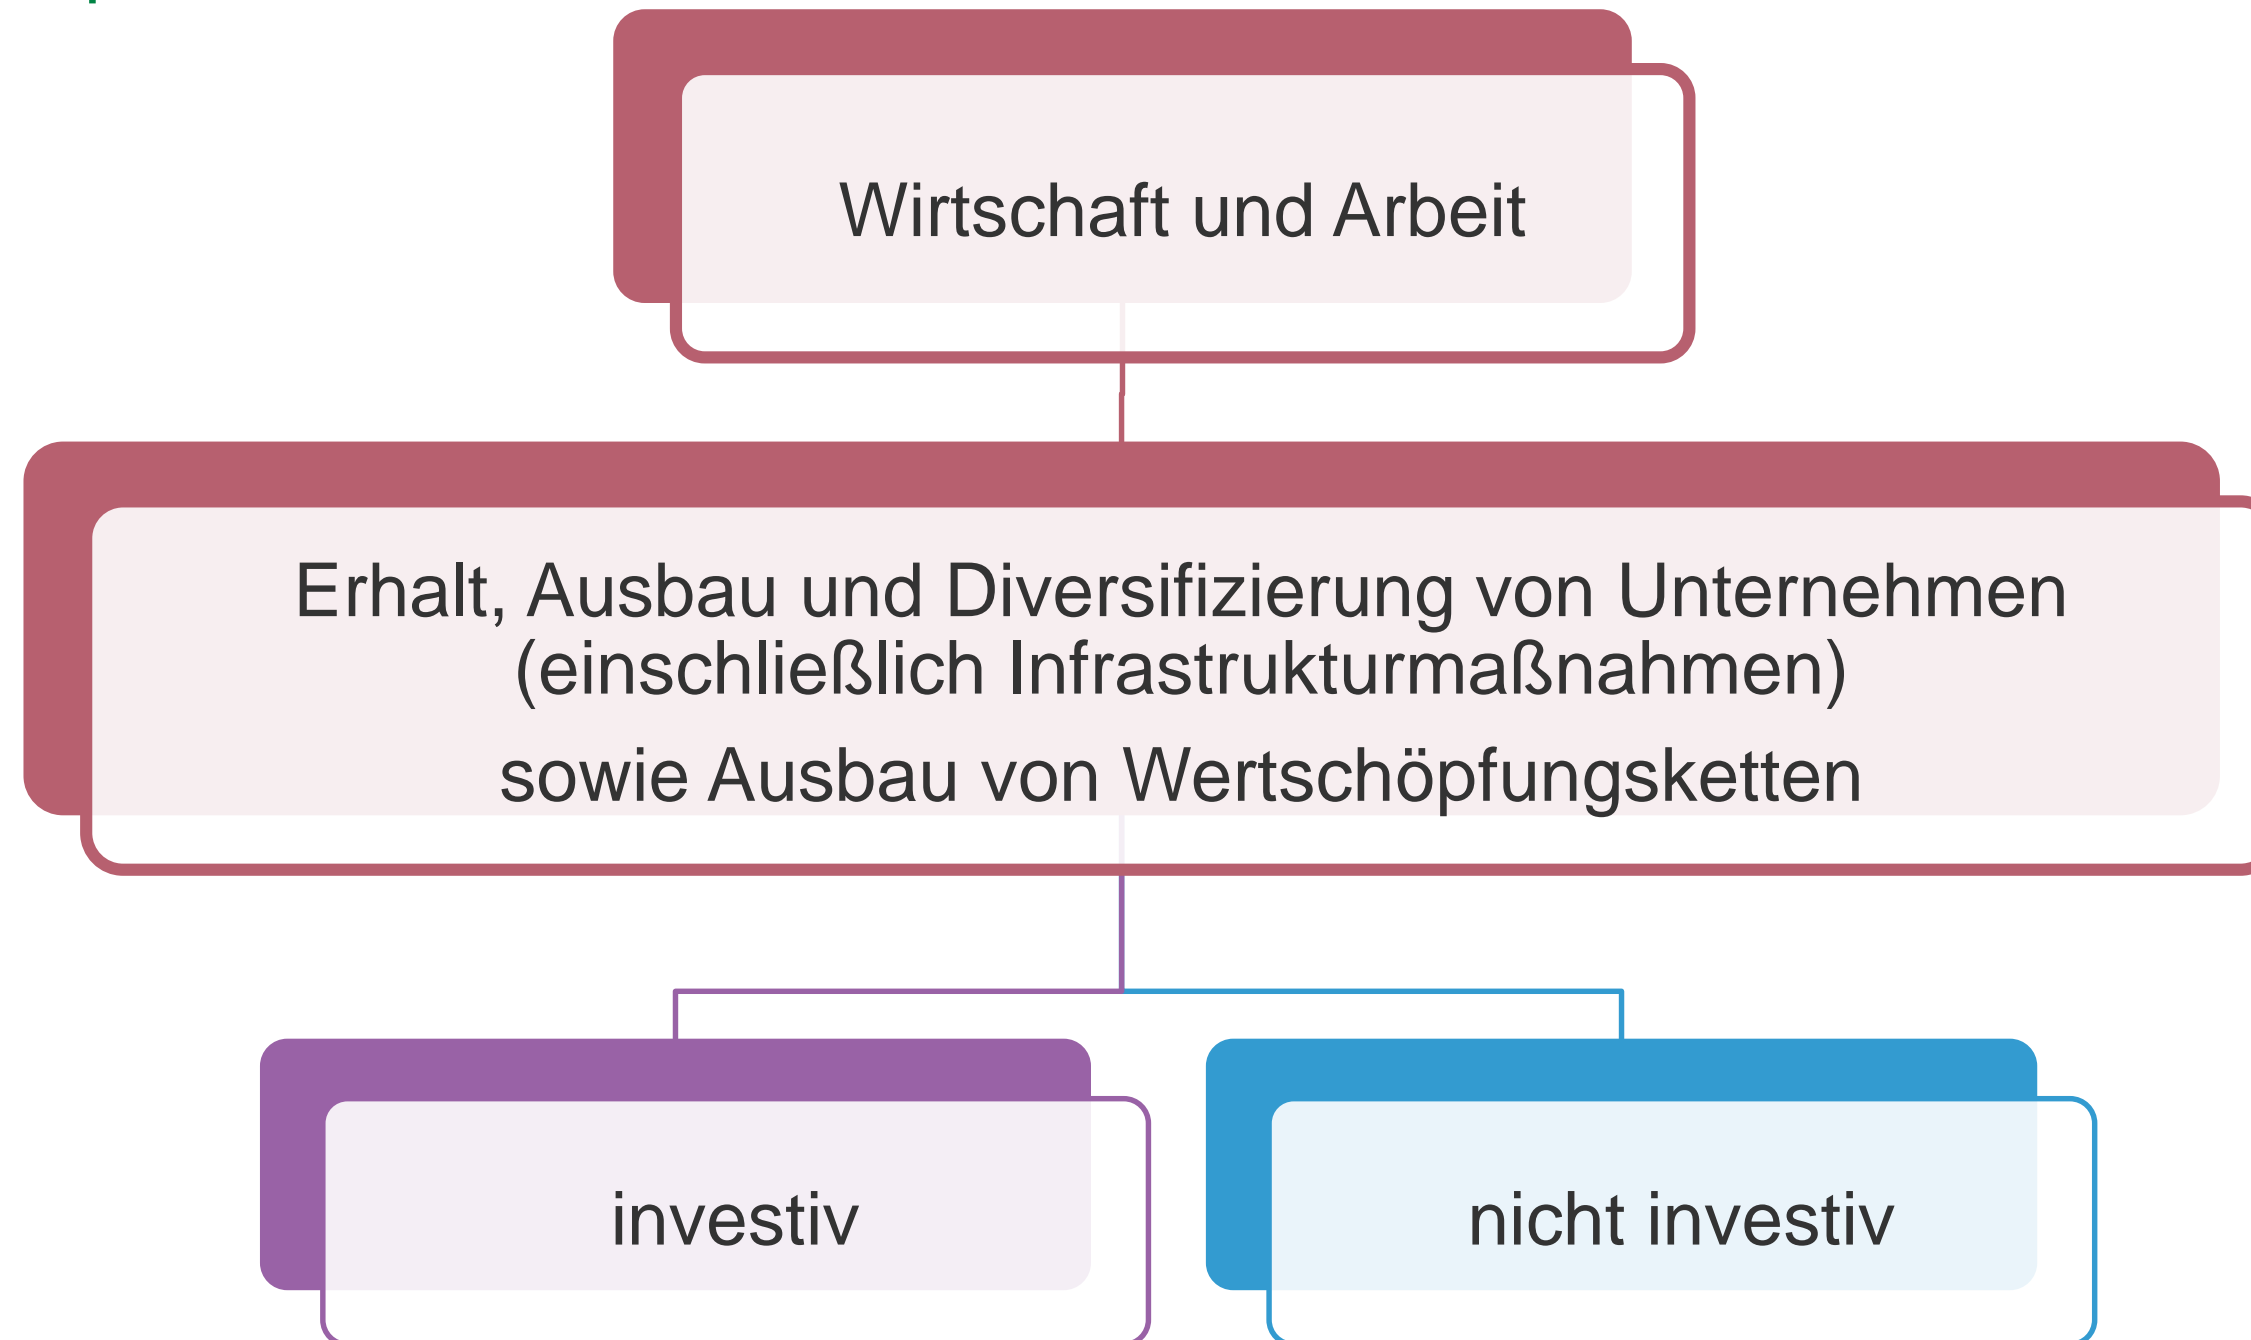 Wirtschaft und Arbeit
Erhalt, Ausbau und Diversifizierung von Unternehmen
(einschließlich Infrastrukturmaßnahmen)
sowie Ausbau von Wertschöpfungsketten
investiv
nicht investiv